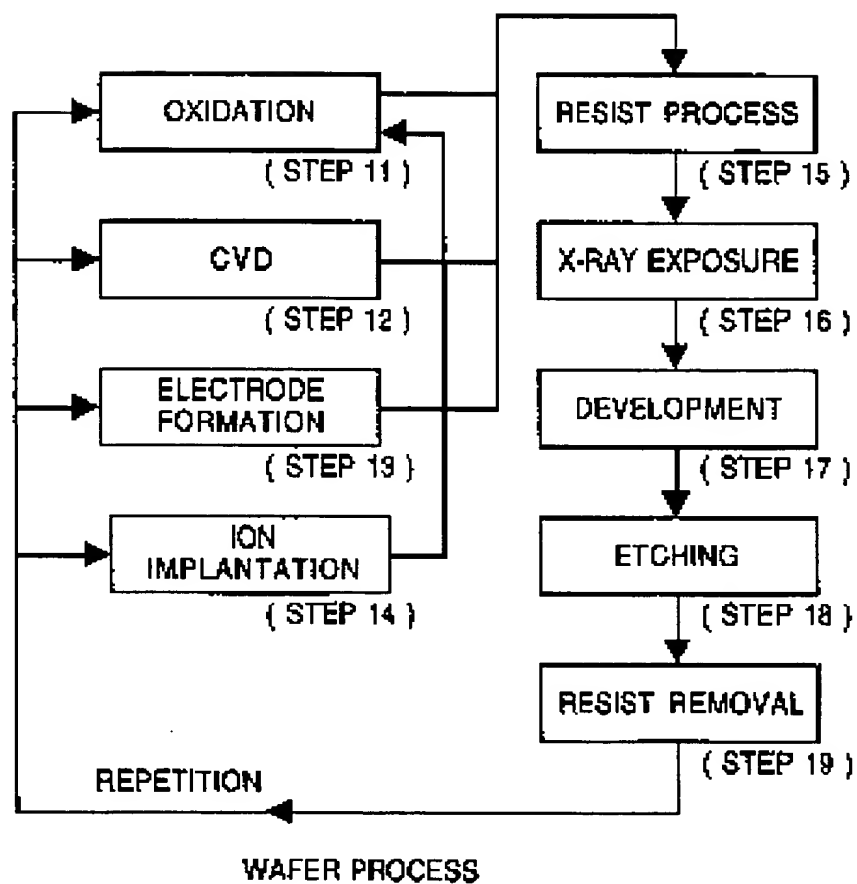 OXIDATION
( STEP 11 )
CVD
( STEP 12 )
ELECTRODE
FORMATION
( STEP 13 )
ION
IMPLANTATION
( STEP 14 )
RESIST PROCESS
( STEP 15 )
X-RAY EXPOSURE
( STEP 16 )
DEVELOPMENT
( STEP 17 )
ETCHING
( STEP 18 )
RESIST REMOVAL
( STEP 19 )
REPETITION
WAFER PROCESS